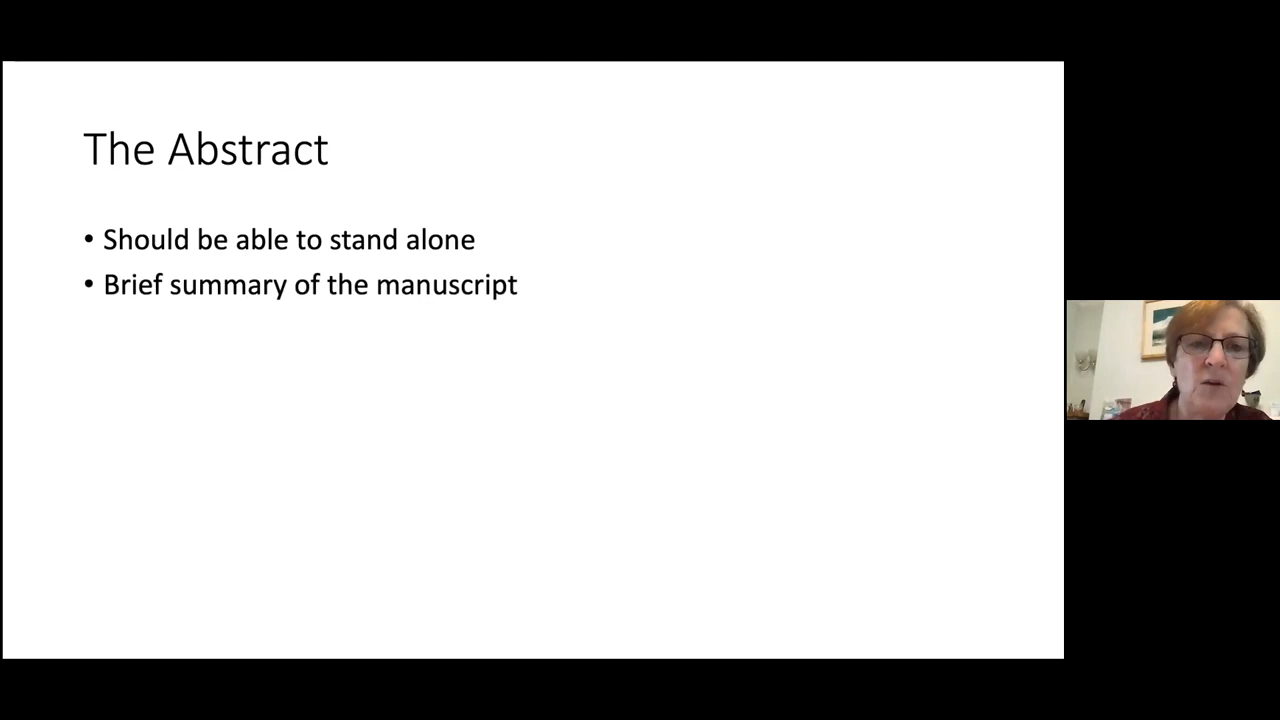 The Abstract
• Should be able to stand alone
• Brief summary of the manuscript